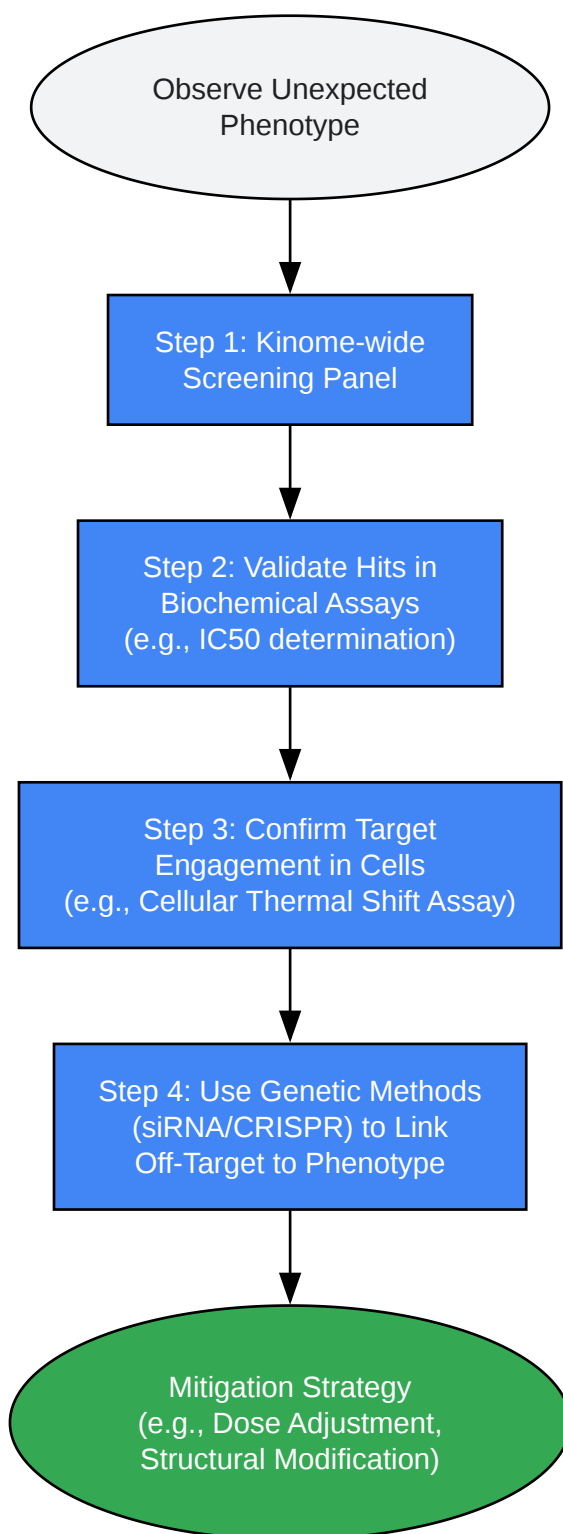 Observe Unexpected
Phenotype
Step 1: Kinome-wide
Screening Panel
Step 2: Validate Hits in
Biochemical Assays
(e.g., IC50 determination)
Step 3: Confirm Target
Engagement in Cells
(e.g., Cellular Thermal Shift Assay)
Step 4: Use Genetic Methods
(siRNA/CRISPR) to Link
Off-Target to Phenotype
Mitigation Strategy
(e.g., Dose Adjustment,
Structural Modification)